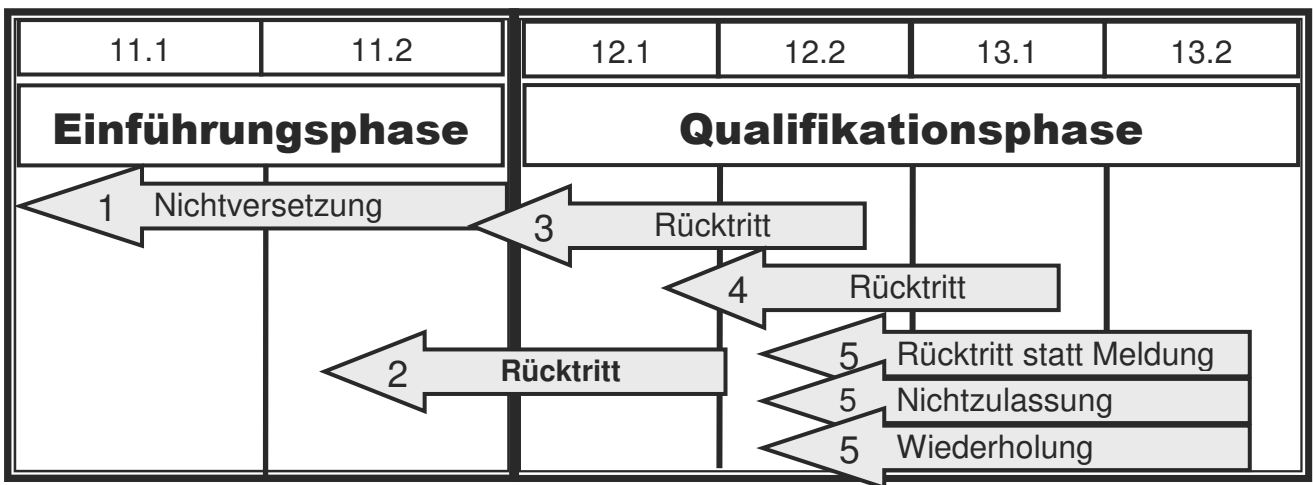 11.1 11.2 12.1 12.2 13.1 13.2
Einführungsphase Qualifikationsphase
1 Nichtversetzung
3 Rücktritt
4 Rücktritt
5 Rücktritt statt Meldung
2 Rücktritt
5 Nichtzulassung
5 Wiederholung